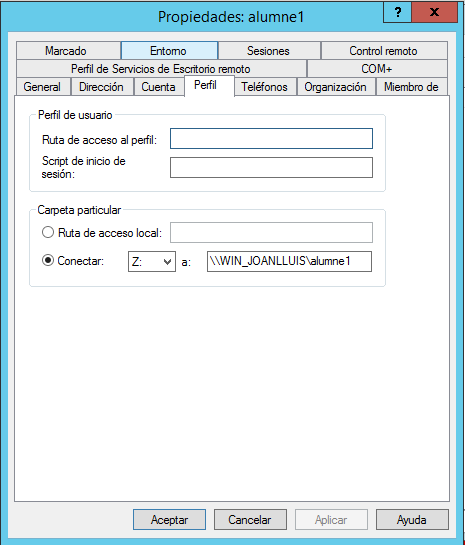 Propiedades: alumne1
? x
Marcado Entorno Sesiones Control remoto
Perfil de Servicios de Escritorio remoto COM+
General Dirección Cuenta Perfil Teléfonos Organización Miembro de
Perfil de usuario
Ruta de acceso al perfil:
Script de inicio de
sesión:
Carpeta particular
Ruta de acceso local:
Conectar: Z: a: \\WIN_JOANLLUIS\alumne1
Aceptar Cancelar Aplicar Ayuda